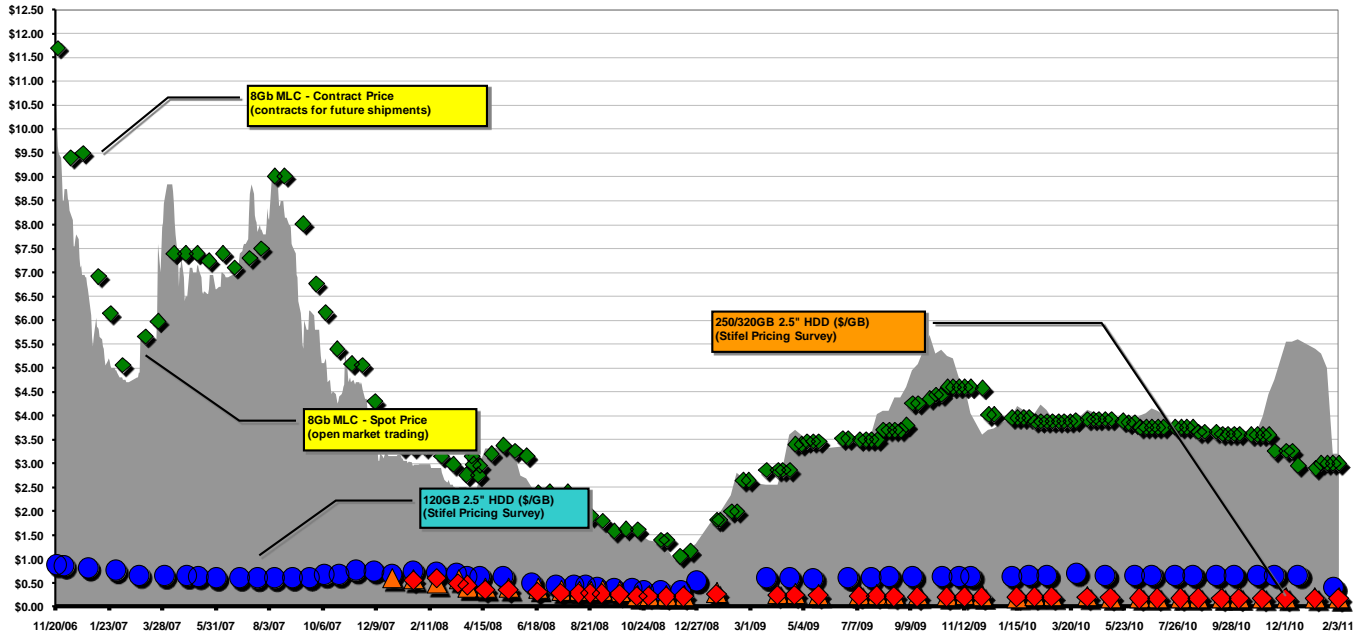 $12.50
$12.00
$11.50
$11.00
$10.50
$10.00
$9.50
$9.00
$8.50
$8.00
$7.50
$7.00
$6.50
$6.00
$5.50
$5.00
$4.50
$4.00
$3.50
$3.00
$2.50
$2.00
$1.50
$1.00
$0.50
$0.00
8Gb MLC - Contract Price
(contracts for future shipments)
250/320GB 2.5" HDD ($/GB)
(Stifel Pricing Survey)
8Gb MLC - Spot Price
(open market trading)
120GB 2.5" HDD ($/GB)
(Stifel Pricing Survey)
11/20/06 1/23/07 3/28/07 5/31/07 8/3/07 10/6/07 12/9/07 2/11/08 4/15/08 6/18/08 8/21/08 10/24/08 12/27/08 3/1/09 5/4/09 7/7/09 9/9/09 11/12/09 1/15/10 3/20/10 5/23/10 7/26/10 9/28/10 12/1/10 2/3/11